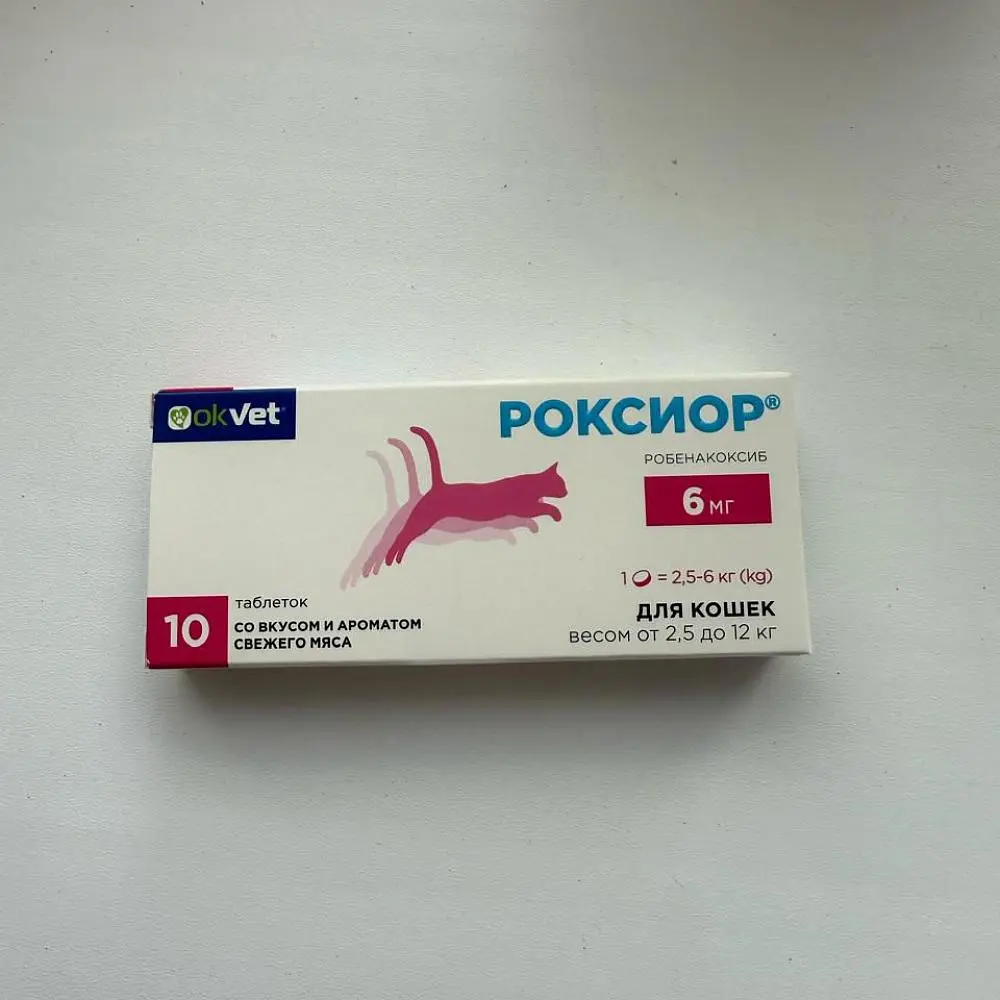 okvet
РОКСИОР®
РОБЕНАКОКСИБ
6 мг
1 = 2,5-6 кг (kg)
ДЛЯ КОШЕК
весом от 2,5 до 12 кг
10
таблеток
СО ВКУСОМ И АРОМАТОМ
СВЕЖЕГО МЯСА